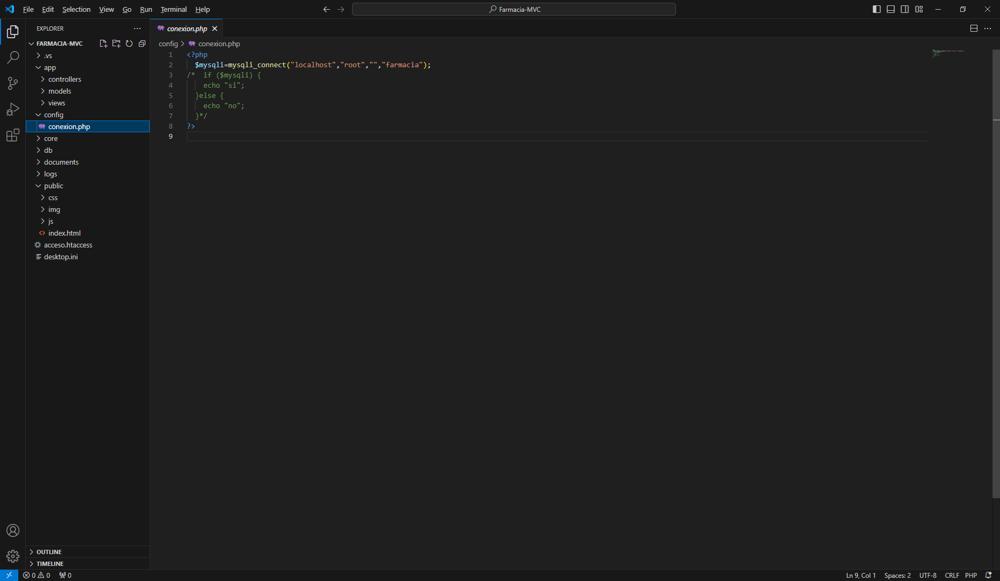 File Edit Selection View Go Run Terminal Help
Farmacia-MVC
EXPLORER
FARMACIA-MVC
.vs
app
controllers
models
views
config
conexion.php
core
db
documents
logs
public
css
img
js
index.html
acceso.htaccess
desktop.ini
OUTLINE
TIMELINE
conexion.php
config > conexion.php
1 <?php
2 $mysqli=mysqli_connect("localhost","root","","farmacia");
3 /* if ($mysqli) {
4 echo "si";
5 }else {
6 echo "no";
7 }*/
8 ?>
9
0 0 0 Ln 9, Col 1 Spaces: 2 UTF-8 CRLF PHP